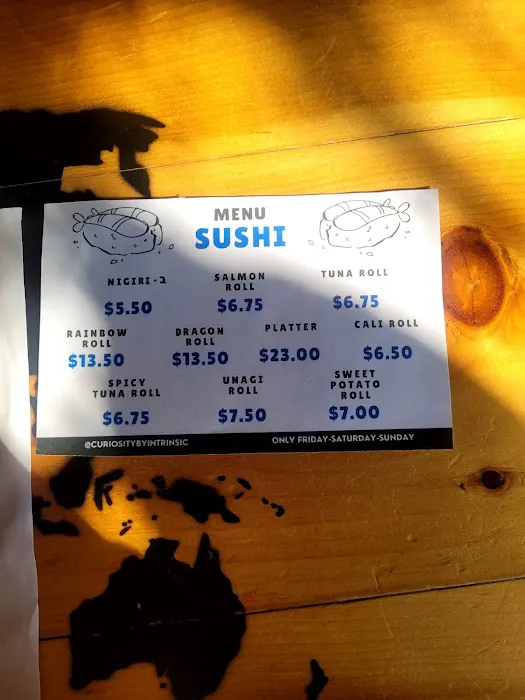 MENU
SUSHI
NIGIRI-2
$5.50
SALMON
ROLL
$6.75
TUNA ROLL
$6.75
RAINBOW
ROLL
$13.50
DRAGON
ROLL
$13.50
PLATTER
$23.00
CALI ROLL
$6.50
SPICY
TUNA ROLL
$6.75
UNAGI
ROLL
$7.50
SWEET
POTATO
ROLL
$7.00
@CURIOSITYBYINTRINSIC
ONLY FRIDAY-SATURDAY-SUNDAY